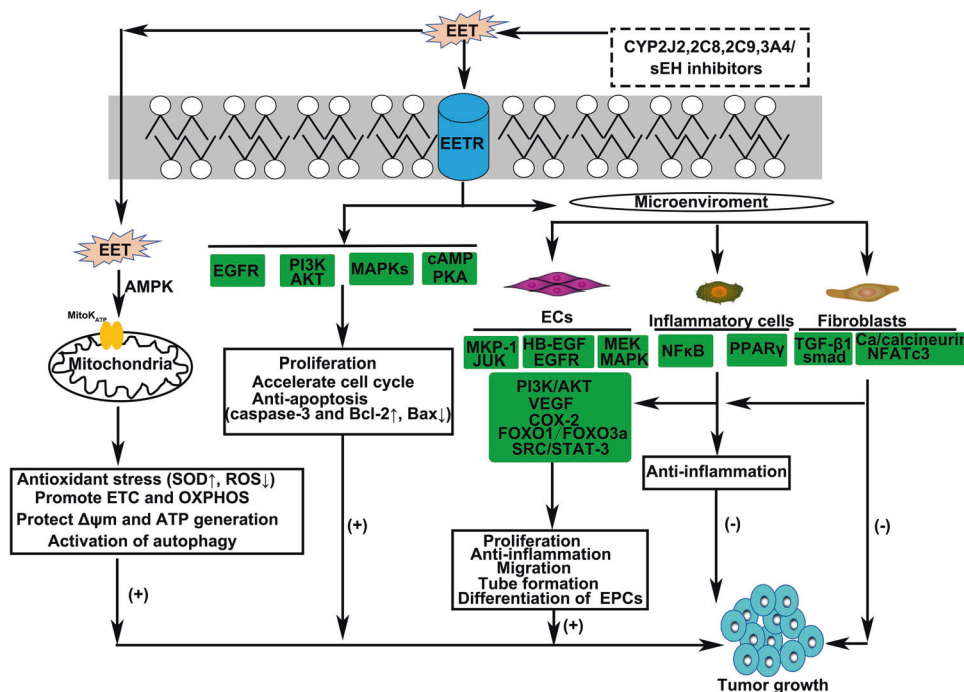 EET
CYP2J2,2C8,2C9,3A4/
sEH inhibitors
EETR
Microenviroment
EET
AMPK
MitoK ATP
Mitochondria
EGFR
PI3K
AKT
MAPKs
cAMP
PKA
ECs
Inflammatory cells
Fibroblasts
MKP-1
JUK
HB-EGF
EGFR
MEK
MAPK
NFκB
PPARγ
TGF-β1
smad
Ca/calcineurin
NFATc3
Proliferation
Accelerate cell cycle
Anti-apoptosis
(caspase-3 and Bcl-2↑, Bax↓)
PI3K/AKT
VEGF
COX-2
FOXO1/FOXO3a
SRC/STAT-3
Anti-inflammation
Antioxidant stress (SOD↑, ROS↓)
Promote ETC and OXPHOS
Protect Δψm and ATP generation
Activation of autophagy
(+)
(-)
(-)
Proliferation
Anti-inflammation
Migration
Tube formation
Differentiation of EPCs
(+)
(+)
Tumor growth